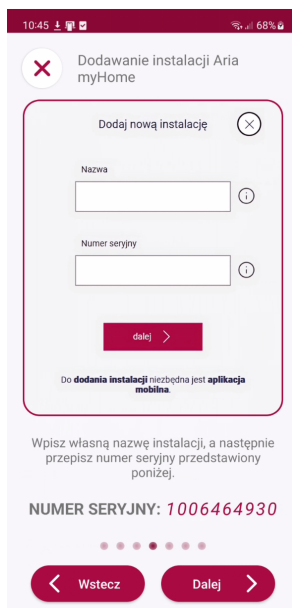 10:45
68%
Dodawanie instalacji Aria
myHome
Dodaj nową instalację
Nazwa
Numer seryjny
dalej
Do dodania instalacji niezbędna jest aplikacja
mobilna.
Wpisz własną nazwę instalacji, a następnie
przepisz numer seryjny przedstawiony
poniżej.
NUMER SERYJNY: 1006464930
Wstecz
Dalej